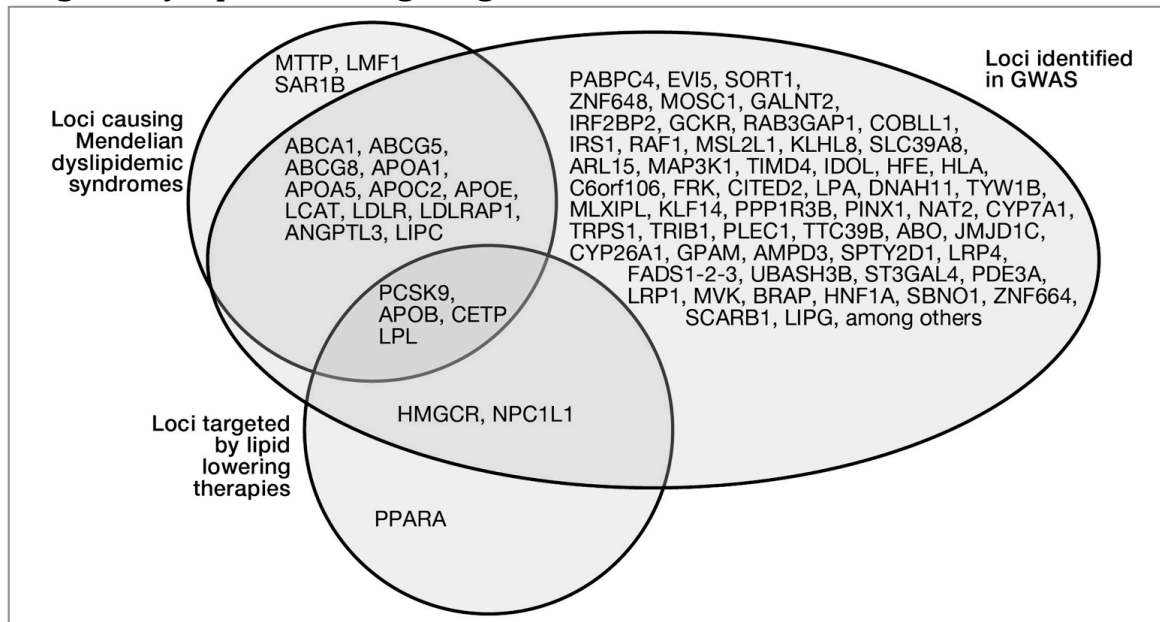 MTTP, LMF1
SAR1B
Loci identified
in GWAS
Loci causing
Mendelian
dyslipidemic
syndromes
ABCA1, ABCG5,
ABCG8, APOA1,
APOA5, APOC2, APOE,
LCAT, LDLR, LDLRAP1,
ANGPTL3, LIPC
PABPC4, EVI5, SORT1,
ZNF648, MOSC1, GALNT2,
IRF2BP2, GCKR, RAB3GAP1, COBLL1,
IRS1, RAF1, MSL2L1, KLHL8, SLC39A8,
ARL15, MAP3K1, TIMD4, IDOL, HFE, HLA,
C6orf106, FRK, CITED2, LPA, DNAH11, TYW1B,
MLXIPL, KLF14, PPP1R3B, PINX1, NAT2, CYP7A1,
TRPS1, TRIB1, PLEC1, TTC39B, ABO, JMJD1C,
CYP26A1, GPAM, AMPD3, SPTY2D1, LRP4,
FADS1-2-3, UBASH3B, ST3GAL4, PDE3A,
LRP1, MVK, BRAP, HNF1A, SBNO1, ZNF664,
SCARB1, LIPG, among others
PCSK9,
APOB, CETP
LPL
HMGCR, NPC1L1
Loci targeted
by lipid
lowering
therapies
PPARA